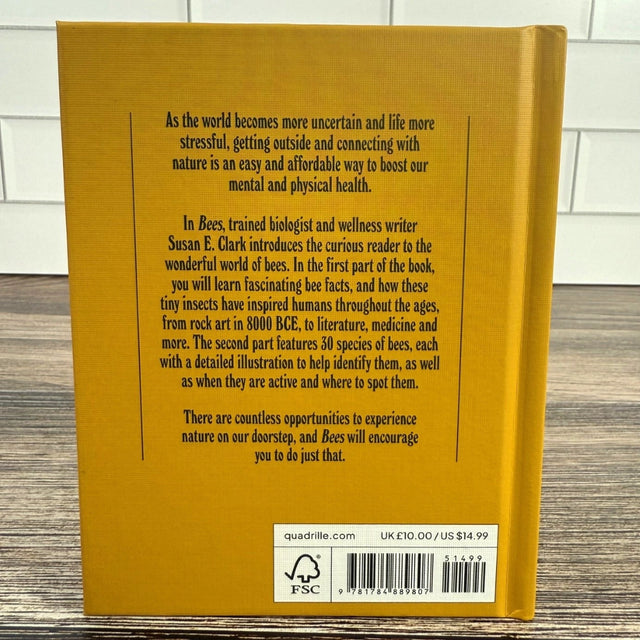 As the world becomes more uncertain and life more
stressful, getting outside and connecting with
nature is an easy and affordable way to boost our
mental and physical health.
In Bees, trained biologist and wellness writer
Susan E. Clark introduces the curious reader to the
wonderful world of bees. In the first part of the book,
you will learn fascinating bee facts, and how these
tiny insects have inspired humans throughout the ages,
from rock art in 8000 BCE, to literature, medicine and
more. The second part features 30 species of bees, each
with a detailed illustration to help identify them, as well
as when they are active and where to spot them.
There are countless opportunities to experience
nature on our doorstep, and Bees will encourage
you to do just that.
quadrille.com UK £10.00 / US $14.99
51499
FSC
9 781784 889807